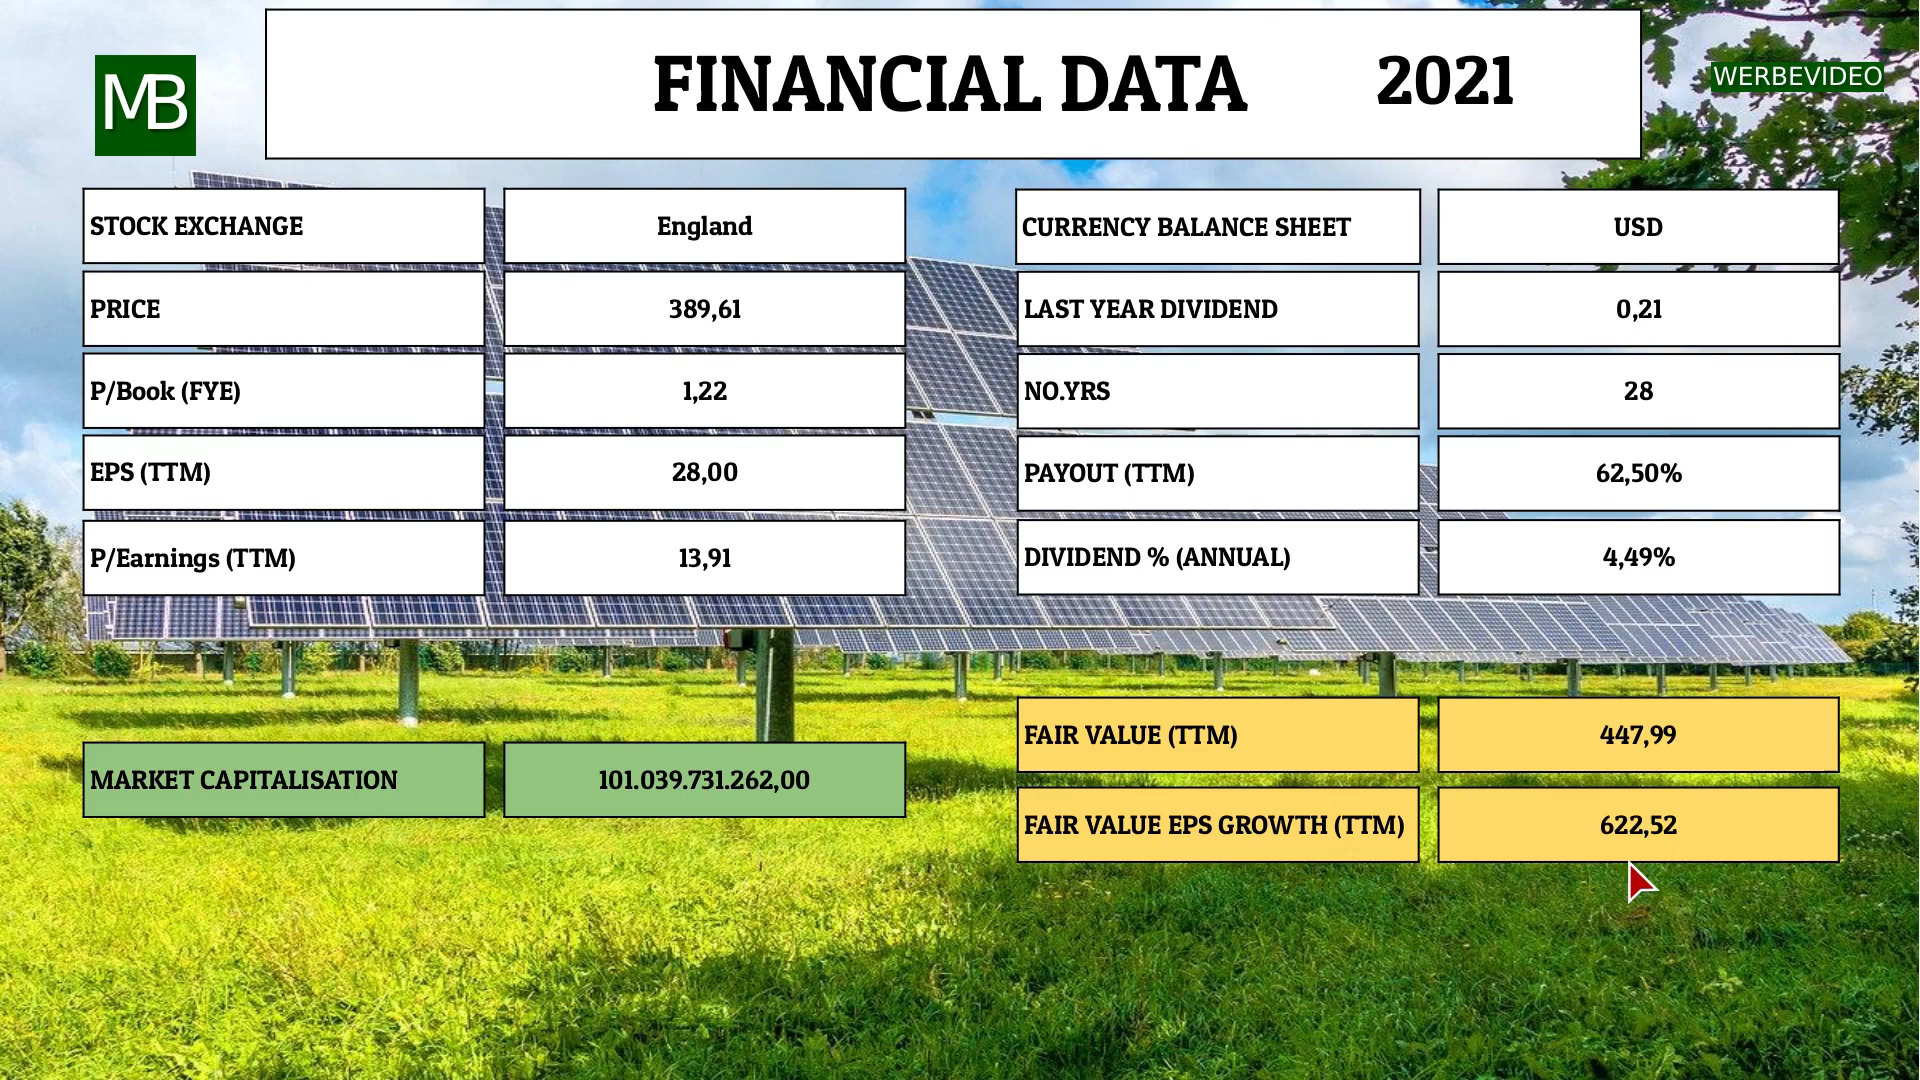 FINANCIAL DATA 2021
MB
WERBEVIDEO
STOCK EXCHANGE England
PRICE 389,61
P/Book (FYE) 1,22
EPS (TTM) 28,00
P/Earnings (TTM) 13,91
MARKET CAPITALISATION 101.039.731.262,00
CURRENCY BALANCE SHEET USD
LAST YEAR DIVIDEND 0,21
NO.YRS 28
PAYOUT (TTM) 62,50%
DIVIDEND % (ANNUAL) 4,49%
FAIR VALUE (TTM) 447,99
FAIR VALUE EPS GROWTH (TTM) 622,52